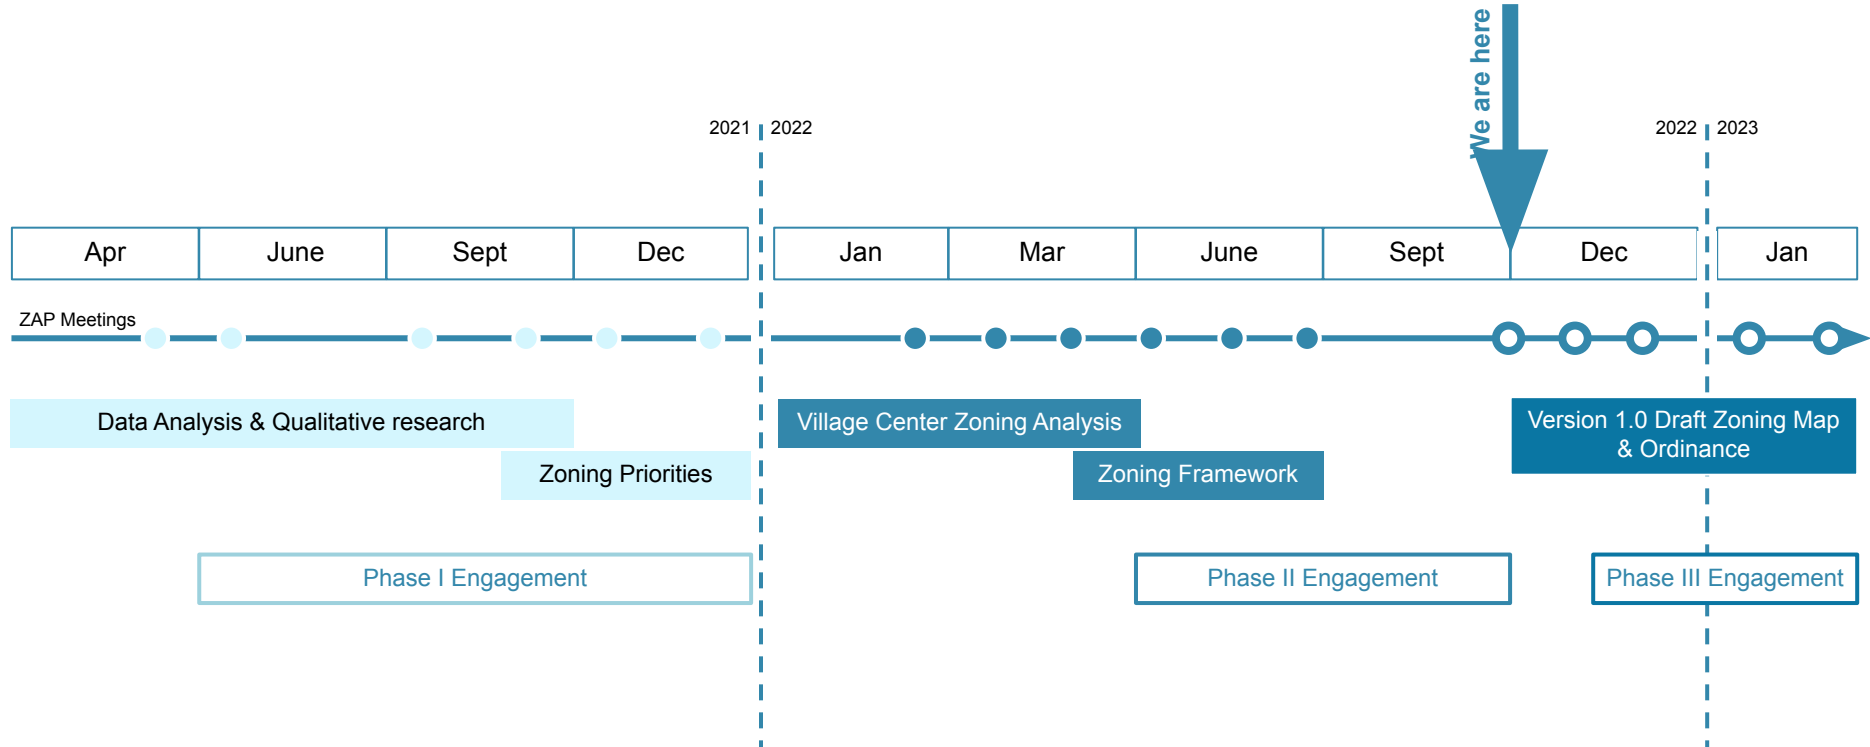 We are here
2021
2022
2022
2023
Apr
June
Sept
Dec
Jan
Mar
June
Sept
Dec
Jan
ZAP Meetings
Data Analysis & Qualitative research
Village Center Zoning Analysis
Version 1.0 Draft Zoning Map
& Ordinance
Zoning Priorities
Zoning Framework
Phase I Engagement
Phase II Engagement
Phase III Engagement